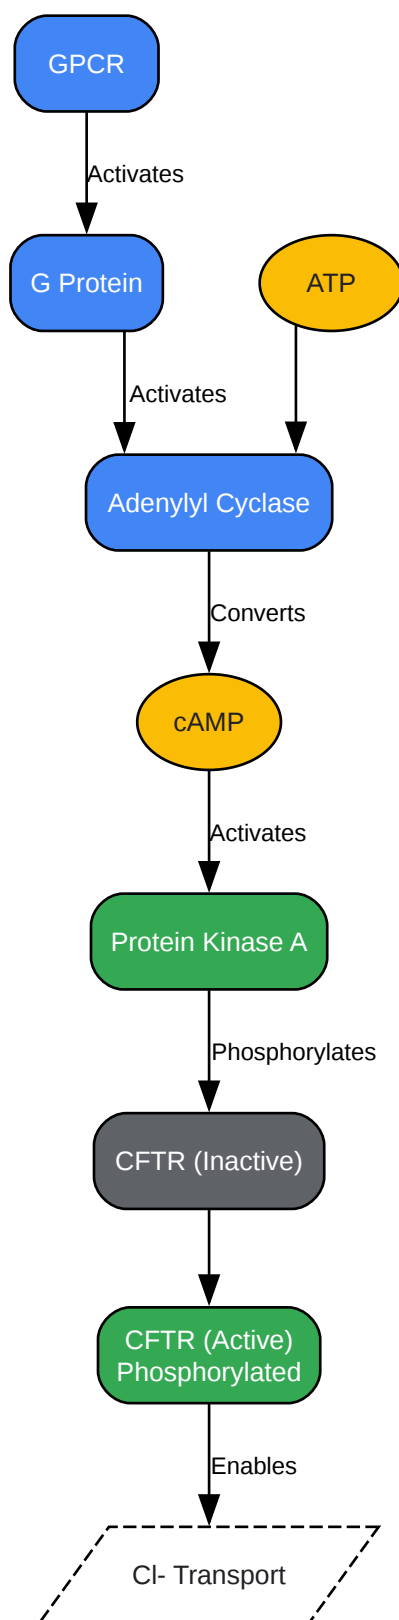 GPCR
Activates
G Protein
ATP
Activates
Adenylyl Cyclase
Converts
cAMP
Activates
Protein Kinase A
Phosphorylates
CFTR (Inactive)
CFTR (Active)
Phosphorylated
Enables
Cl- Transport